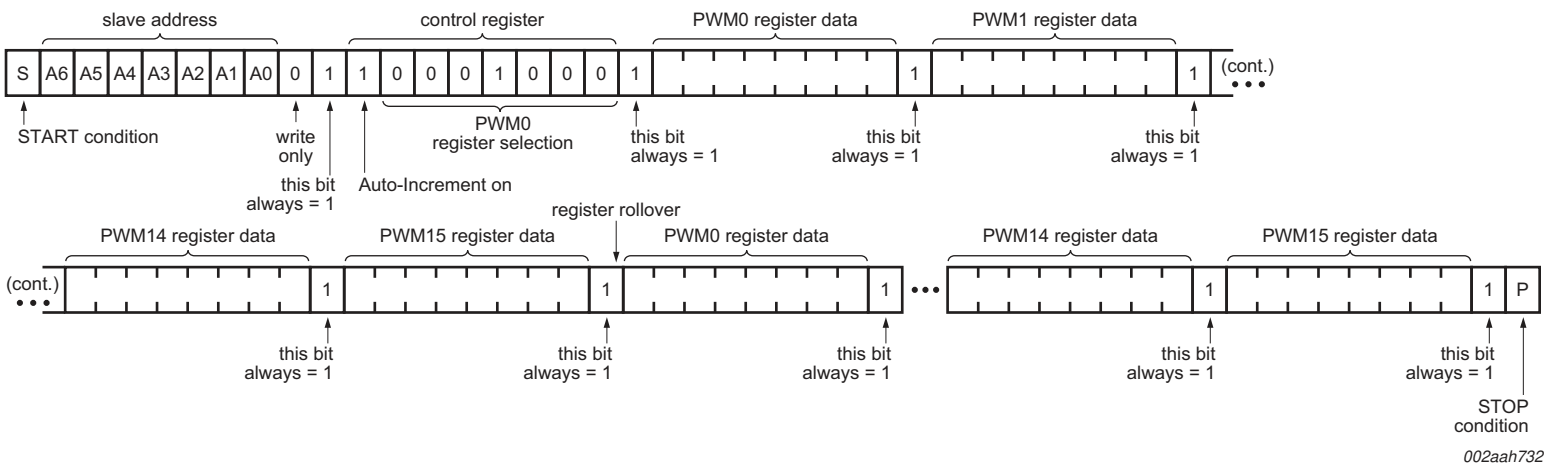 slave address
control register
PWM0 register data
PWM1 register data
S A6 A5 A4 A3 A2 A1 A0 0 1 1 0 0 0 1 0 0 0 1 1 1 (cont.)
START condition
write
only
this bit
always = 1
Auto-Increment on
PWM0
register selection
this bit
always = 1
this bit
always = 1
this bit
always = 1
register rollover
PWM14 register data
PWM15 register data
PWM0 register data
PWM14 register data
PWM15 register data
(cont.) 1 1 1 1 1 P
this bit
always = 1
this bit
always = 1
this bit
always = 1
this bit
always = 1
this bit
always = 1
STOP
condition
002aah732